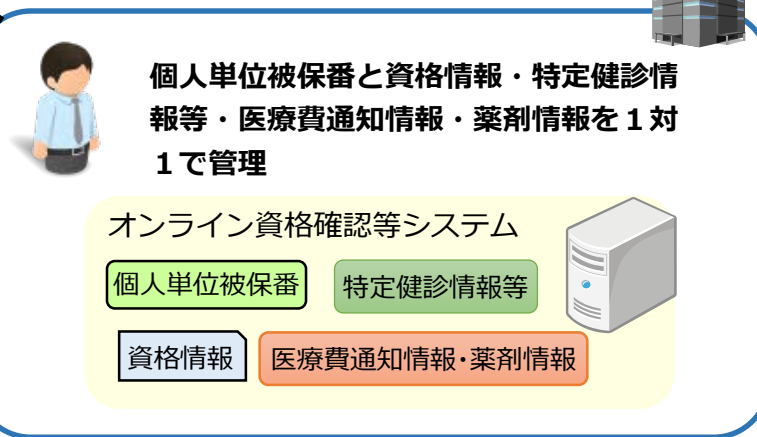 個人単位被保番と資格情報・特定健診情
報等・医療費通知情報・薬剤情報を１対
１で管理
オンライン資格確認等システム
個人単位被保番
特定健診情報等
資格情報
医療費通知情報･薬剤情報